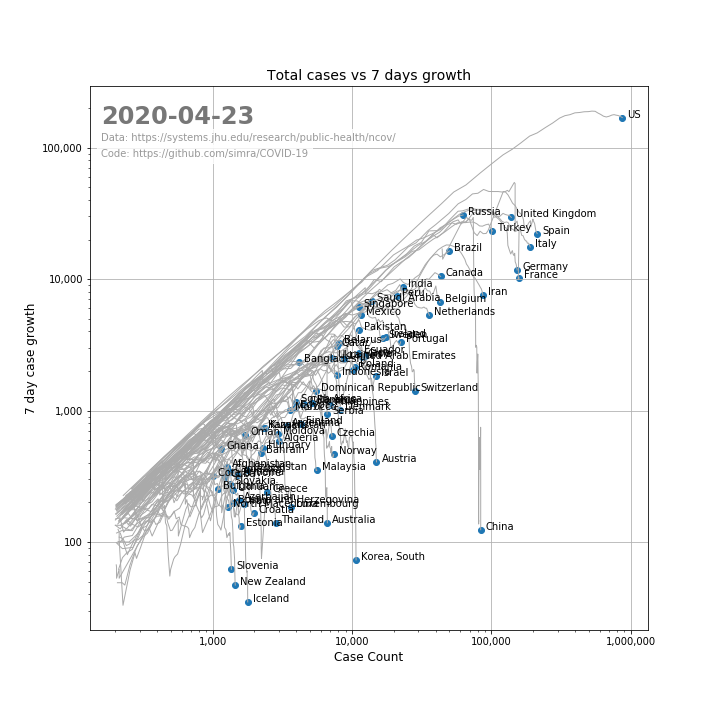 Total cases vs 7 days growth
2020-04-23
Data: https://systems.jhu.edu/research/public-health/ncov/
Code: https://github.com/simra/COVID-19
7 day case growth
100,000
10,000
1,000
100
US
Russia
United Kingdom
Turkey
Spain
Italy
Brazil
Germany
France
Canada
India
Peru
Iran
Saudi Arabia
Belgium
Singapore
Mexico
Netherlands
Pakistan
Belarus
Ireland
Portugal
Qatar
Ecuador
Arab Emirates
Bangladesh
Poland
Romania
Indonesia
Israel
Dominican Republic
Switzerland
Denmark
Serbia
Finland
Oman
Moldova
Czechia
Algeria
Ghana
Hungary
Bahrain
Norway
Afghanistan
Malaysia
Austria
Slovakia
Greece
Luxembourg
Croatia
Estonia
Thailand
Australia
China
Korea, South
Slovenia
New Zealand
Iceland
1,000
10,000
100,000
1,000,000
Case Count